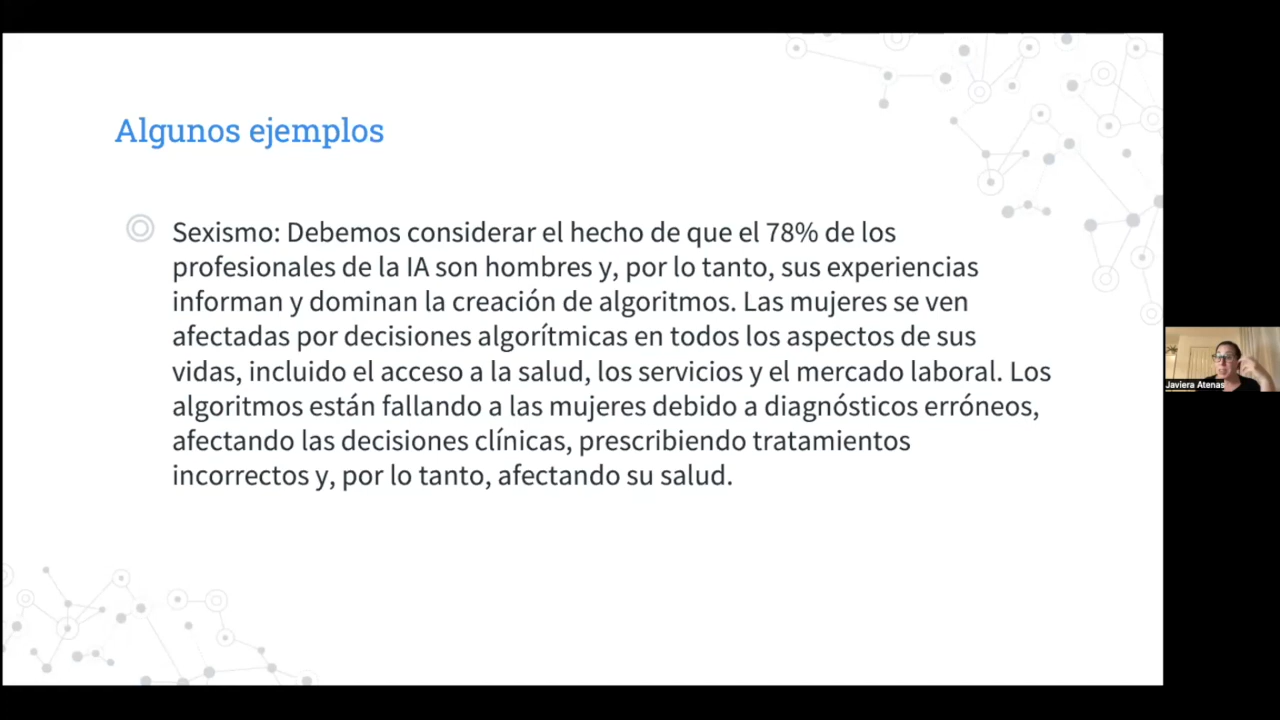 Algunos ejemplos
Sexismo: Debemos considerar el hecho de que el 78% de los
profesionales de la IA son hombres y, por lo tanto, sus experiencias
informan y dominan la creación de algoritmos. Las mujeres se ven
afectadas por decisiones algorítmicas en todos los aspectos de sus
vidas, incluido el acceso a la salud, los servicios y el mercado laboral. Los
algoritmos están fallando a las mujeres debido a diagnósticos erróneos,
afectando las decisiones clínicas, prescribiendo tratamientos
incorrectos y, por lo tanto, afectando su salud.
Javiera Atenas